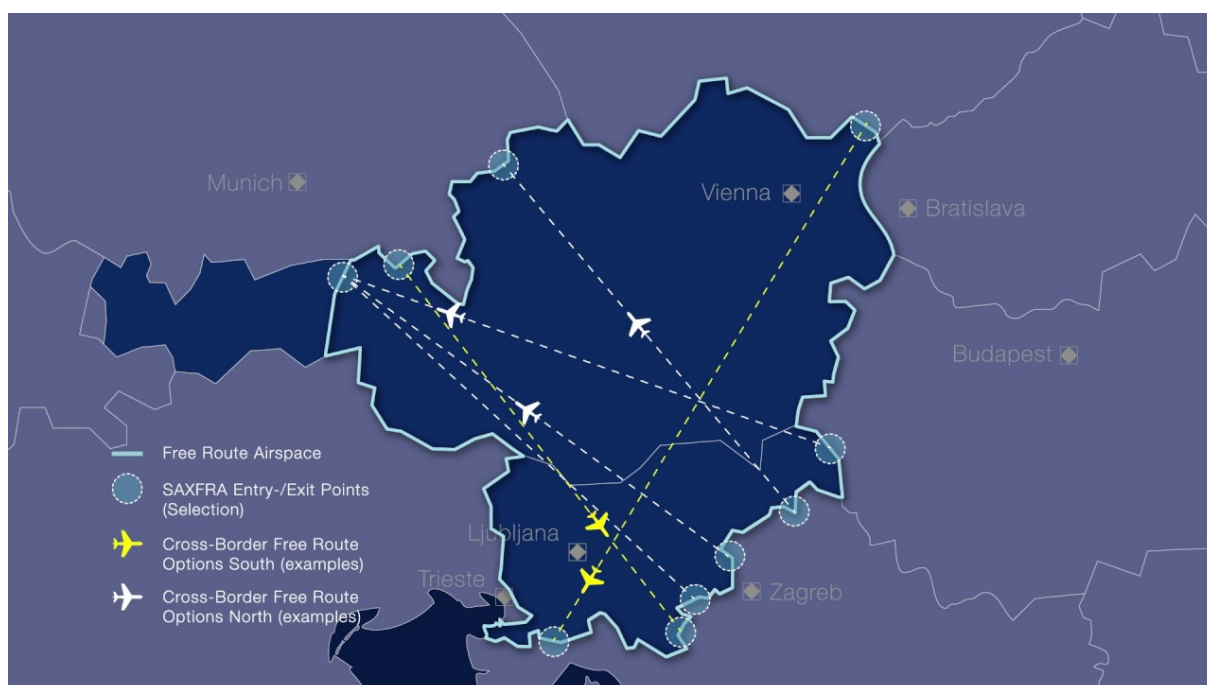 Munich
Vienna
Bratislava
Budapest
Free Route Airspace
SAXFRA Entry-/Exit Points
(Selection)
Cross-Border Free Route
Options South (examples)
Cross-Border Free Route
Options North (examples)
Ljubljana
Trieste
Zagreb